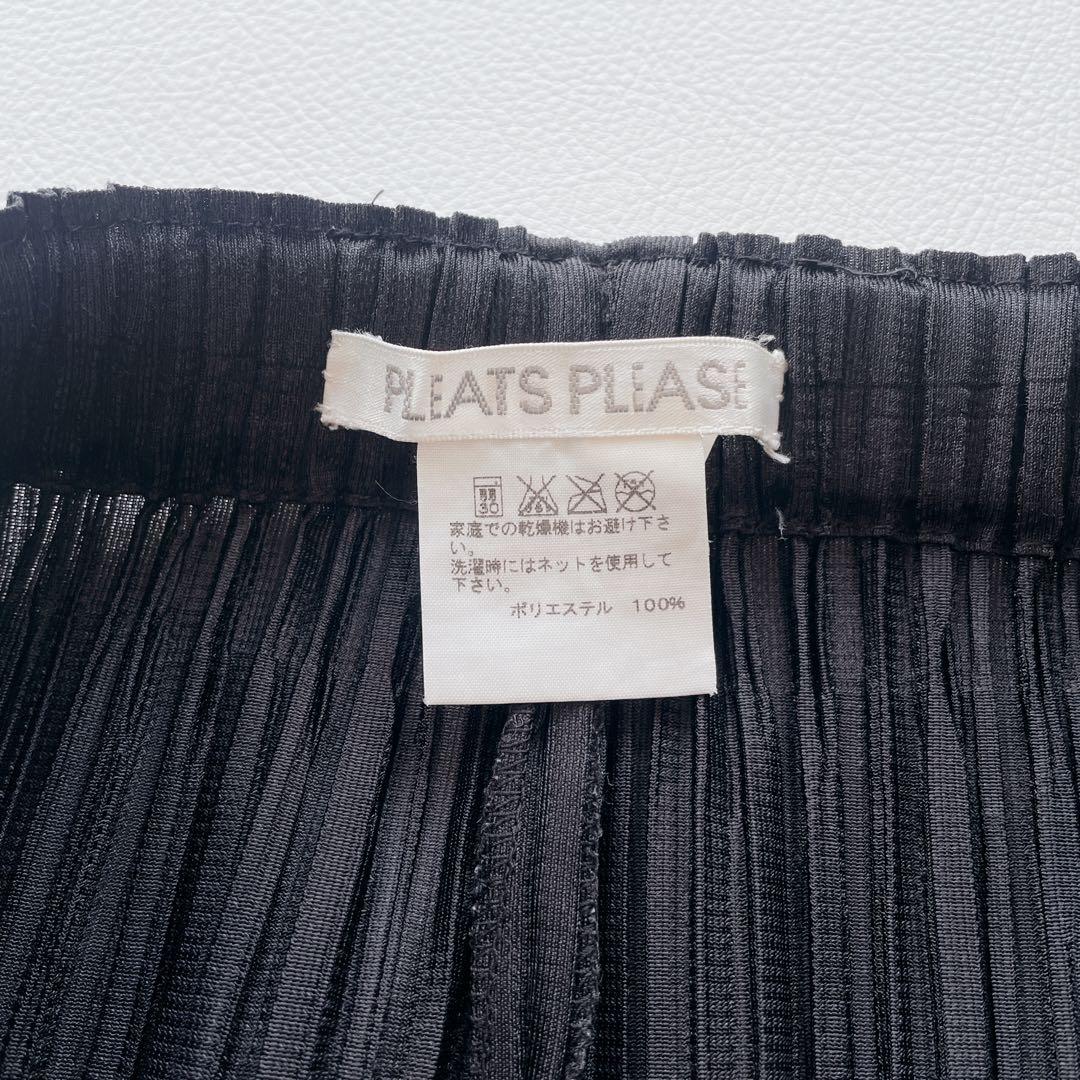 PLEATS PLEASE
30
家庭での乾燥機はお避け下さ
い。
洗濯時にはネットを使用して
下さい。
ポリエステル 100%